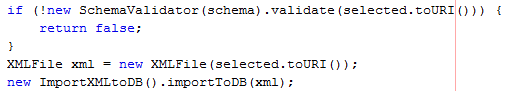 if (!new SchemaValidator(schema).validate(selected.toURI())) {
    return false;
}
XMLFile xml = new XMLFile(selected.toURI());
new ImportXMLtoDB().importToDB(xml);